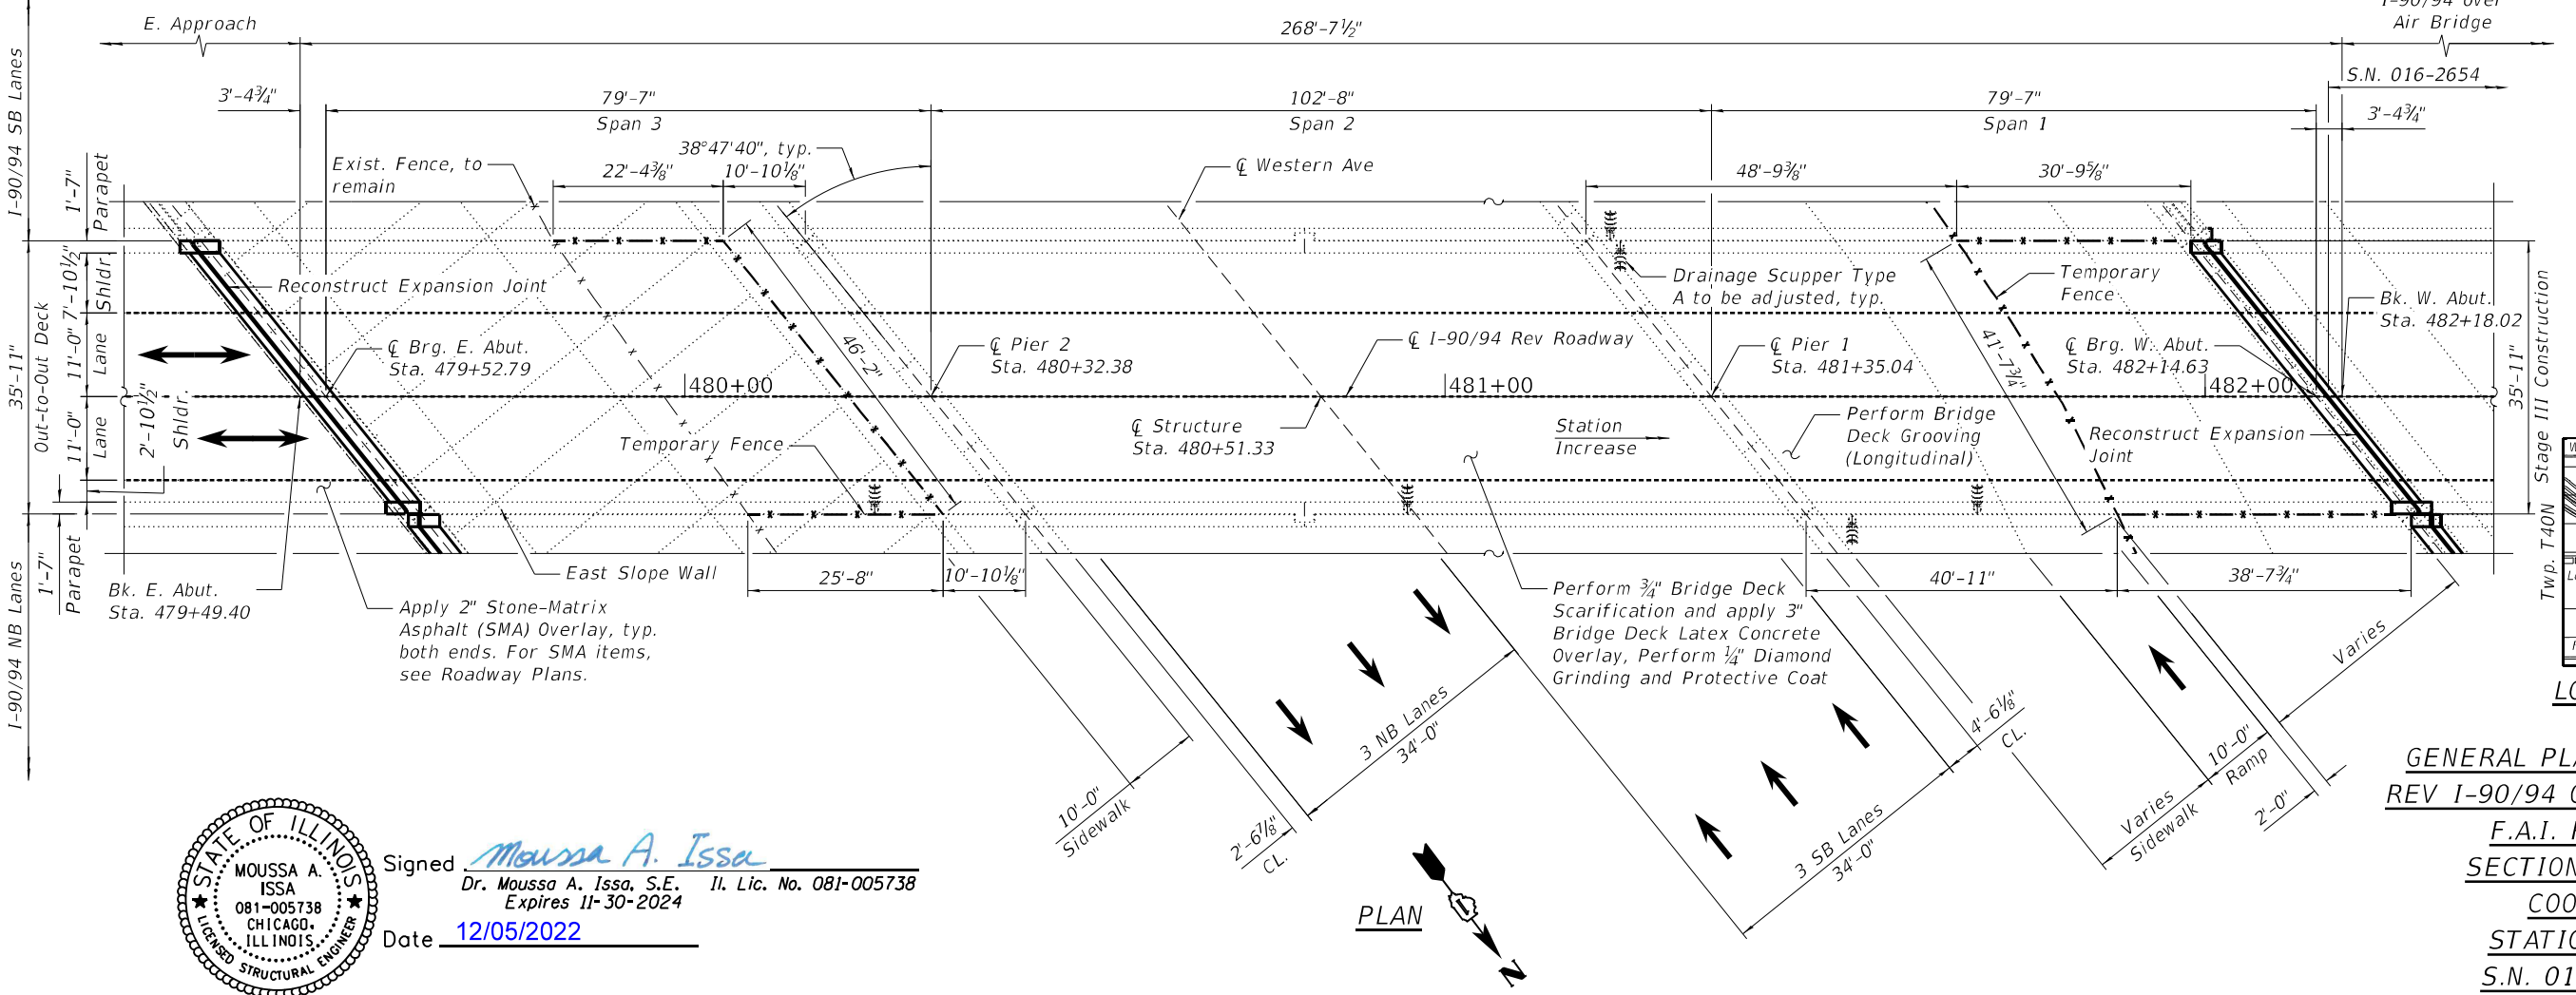 I-90/94 over
Air Bridge
E. Approach
268'-7½"
S.N. 016-2654
3'-4¾"
79'-7"
Span 3
102'-8"
Span 2
79'-7"
Span 1
3'-4¾"
I-90/94 SB Lanes
1'-7"
Parapet
Exist. Fence, to
remain
22'-4⅜"
38°47'40", typ.
10'-10⅛"
℄ Western Ave
48'-9⅜"
30'-9⅝"
35'-11"
Out-to-Out Deck
7'-10½"
Shldr.
11'-0"
Lane
11'-0"
Lane
2'-10½"
Shldr.
Reconstruct Expansion Joint
℄ Brg. E. Abut.
Sta. 479+52.79
480+00
46'-2"
℄ Pier 2
Sta. 480+32.38
℄ Structure
Sta. 480+51.33
℄ I-90/94 Rev Roadway
481+00
Drainage Scupper Type
A to be adjusted, typ.
℄ Pier 1
Sta. 481+35.04
Station
Increase
Perform Bridge
Deck Grooving
(Longitudinal)
Temporary
Fence
41'-7¾"
℄ Brg. W. Abut.
Sta. 482+14.63
482+00
Bk. W. Abut.
Sta. 482+18.02
Reconstruct Expansion
Joint
35'-11"
Stage III Construction
Twp. T40N
Temporary Fence
I-90/94 NB Lanes
1'-7"
Parapet
Bk. E. Abut.
Sta. 479+49.40
East Slope Wall
25'-8"
10'-10⅛"
Apply 2" Stone-Matrix
Asphalt (SMA) Overlay, typ.
both ends. For SMA items,
see Roadway Plans.
Perform ¾" Bridge Deck
Scarification and apply 3"
Bridge Deck Latex Concrete
Overlay, Perform ¼" Diamond
Grinding and Protective Coat
40'-11"
38'-7¾"
Varies
10'-0"
Sidewalk
2'-6⅞"
CL.
3 NB Lanes
34'-0"
3 SB Lanes
34'-0"
4'-6⅛"
CL.
Varies
Sidewalk
10'-0"
Ramp
2'-0"
PLAN
N
LO
GENERAL PLA
REV I-90/94 O
F.A.I.
SECTION
COO
STATIO
S.N. 01
STATE OF ILLINOIS
MOUSSA A.
ISSA
081-005738
CHICAGO,
ILLINOIS
LICENSED STRUCTURAL ENGINEER
Signed Moussa A. Issa
Dr. Moussa A. Issa, S.E. Il. Lic. No. 081-005738
Expires 11-30-2024
Date 12/05/2022